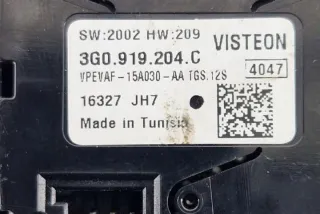 SW:2002 HW:209
VISTEON
3G0.919.204.C
VPEVAF-15A030-AA TGS.12S
4047
16327 JH7
Made in Tunisia